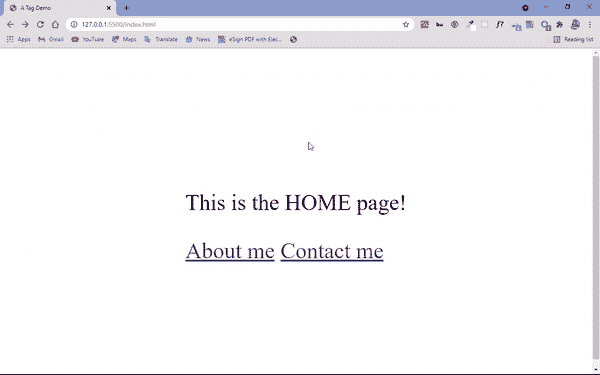 A Tag Demo
127.0.0.1:5500/index.html
Apps Gmail YouTube Maps Translate News eSign PDF with Elec... Reading list
This is the HOME page!
About me Contact me